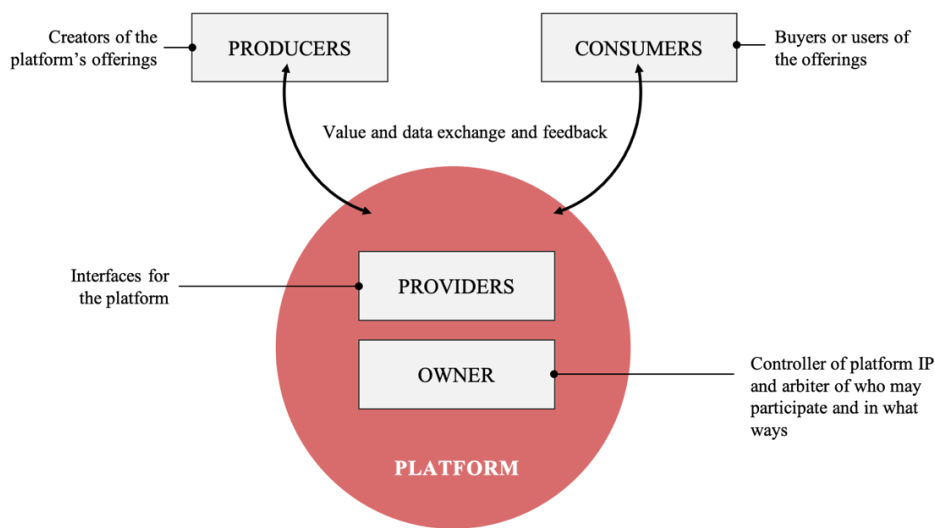 Creators of the
platform’s offerings
PRODUCERS
CONSUMERS
Buyers or users of
the offerings
Value and data exchange and feedback
Interfaces for
the platform
PROVIDERS
OWNER
Controller of platform IP
and arbiter of who may
participate and in what
ways
PLATFORM